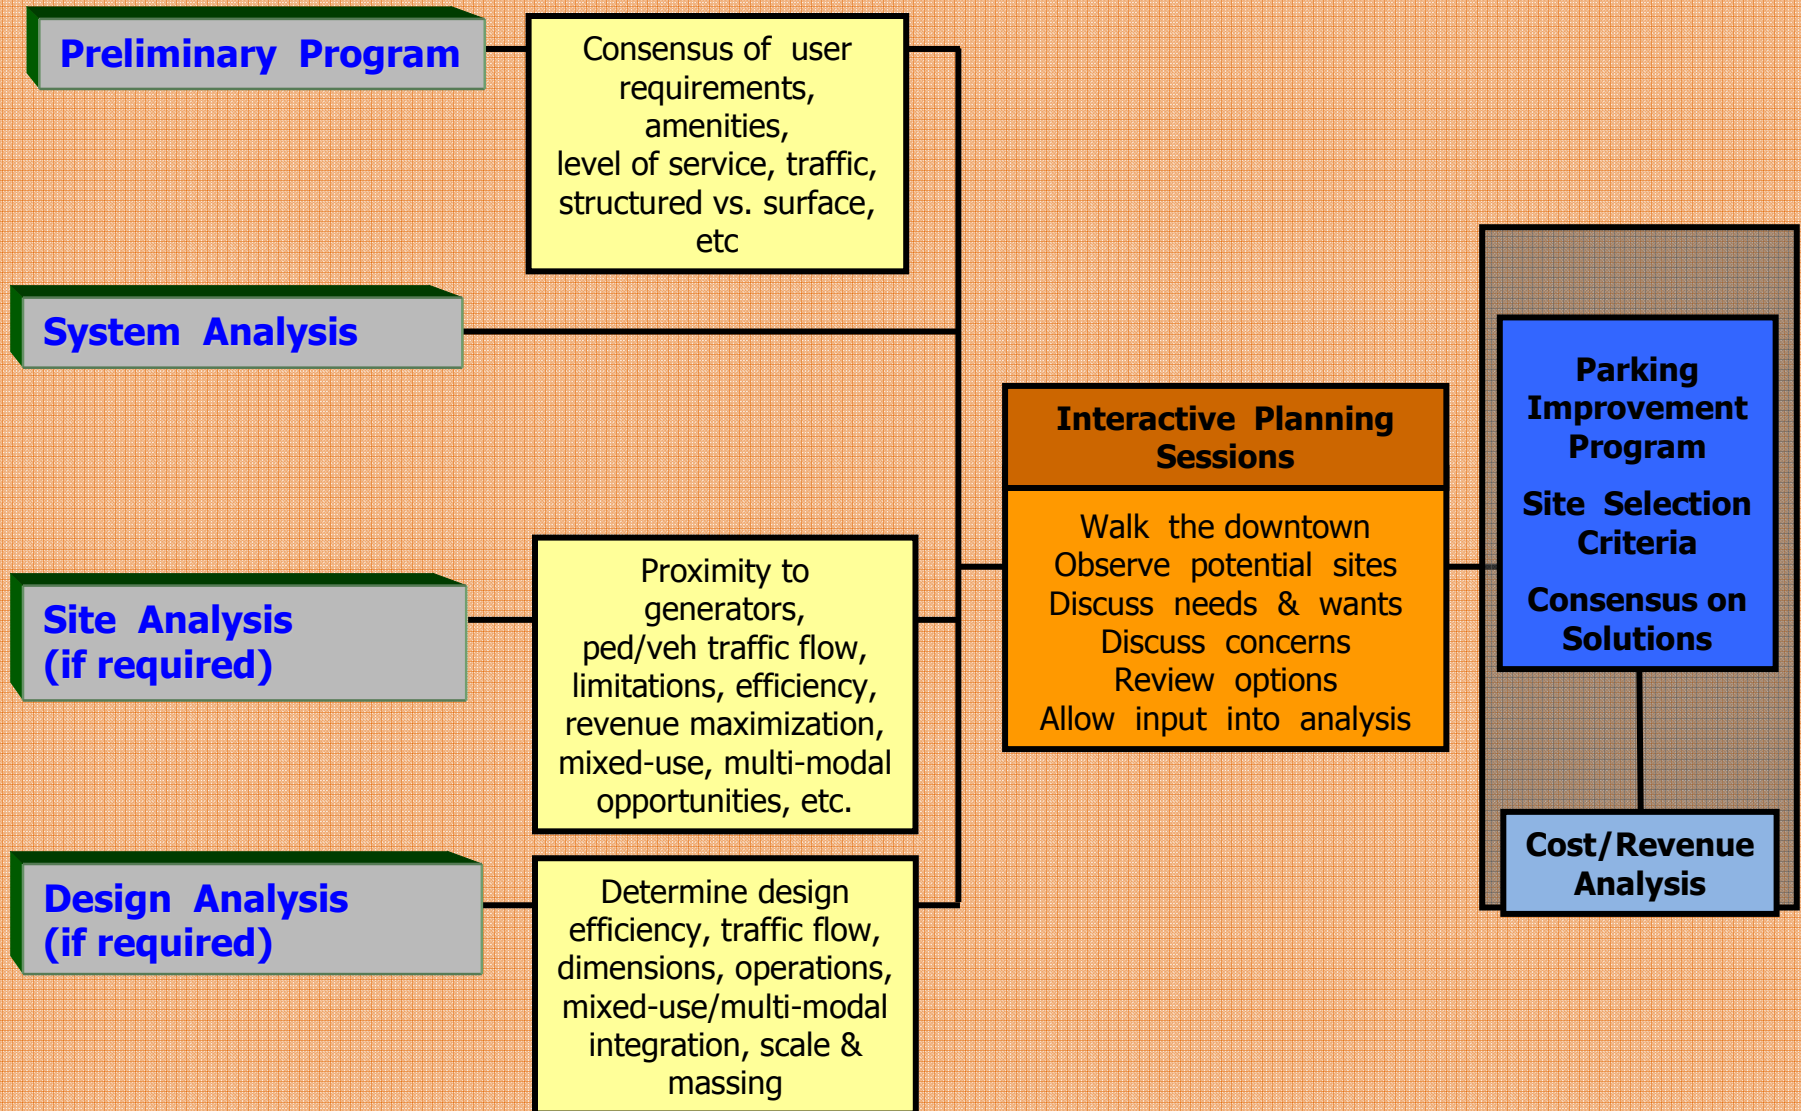 Preliminary Program
Consensus of user
requirements,
amenities,
level of service, traffic,
structured vs. surface,
etc
System Analysis
Site Analysis
(if required)
Proximity to
generators,
ped/veh traffic flow,
limitations, efficiency,
revenue maximization,
mixed-use, multi-modal
opportunities, etc.
Design Analysis
(if required)
Determine design
efficiency, traffic flow,
dimensions, operations,
mixed-use/multi-modal
integration, scale &
massing
Interactive Planning
Sessions
Walk the downtown
Observe potential sites
Discuss needs & wants
Discuss concerns
Review options
Allow input into analysis
Parking
Improvement
Program
Site Selection
Criteria
Consensus on
Solutions
Cost/Revenue
Analysis